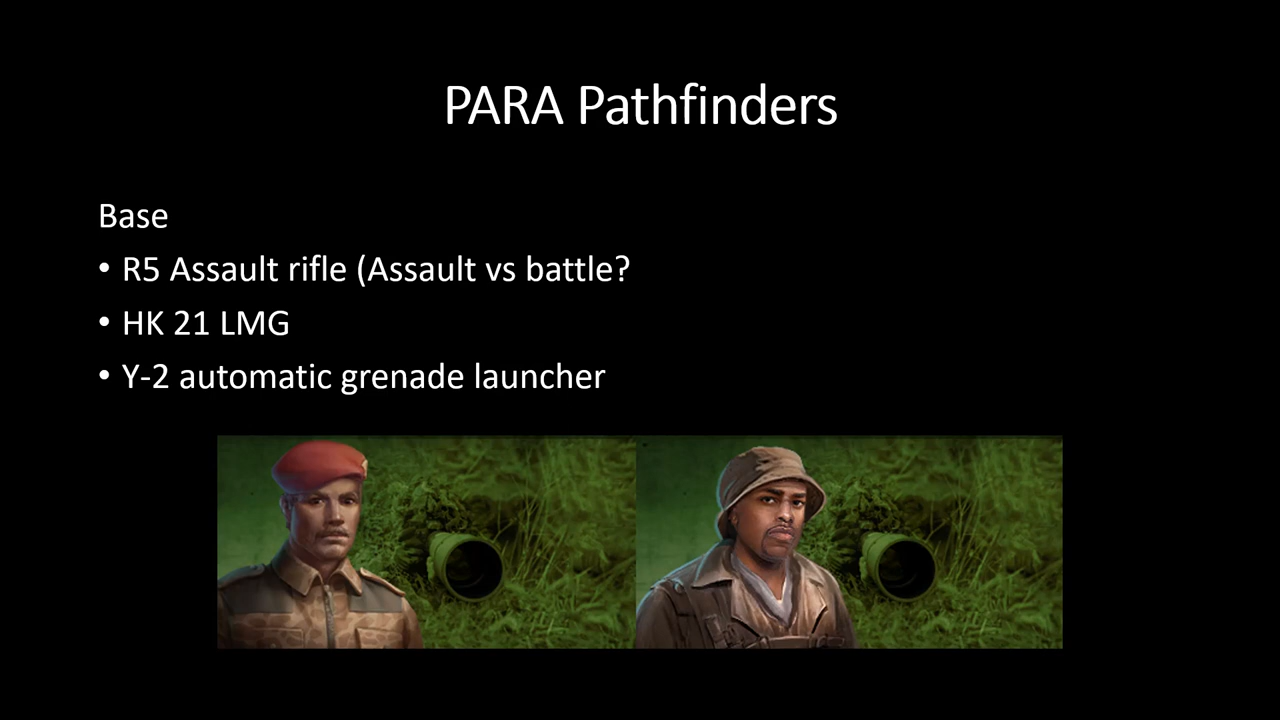 PARA Pathfinders
Base
• R5 Assault rifle (Assault vs battle?
• HK 21 LMG
• Y-2 automatic grenade launcher